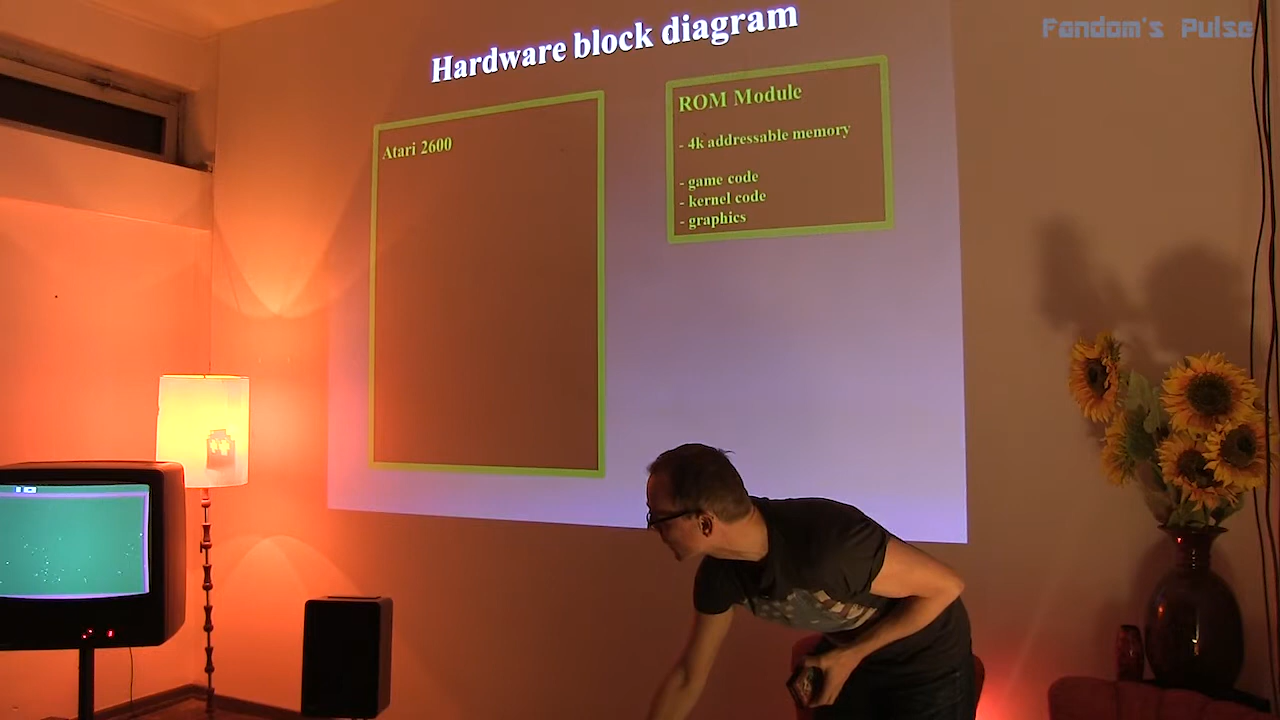 Fandom's Pulse
Hardware block diagram
Atari 2600
ROM Module
- 4k addressable memory
- game code
- kernel code
- graphics